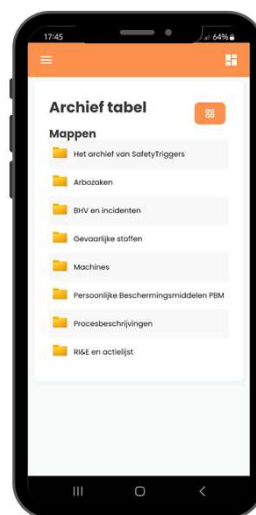 17:45
64%
Archief tabel
Mappen
Het archief van SafetyTriggers
Arbozaken
BHV en incidenten
Gevaarlijke stoffen
Machines
Persoonlijke Beschermingsmiddelen PBM
Procesbeschrijvingen
RI&E en actielijst